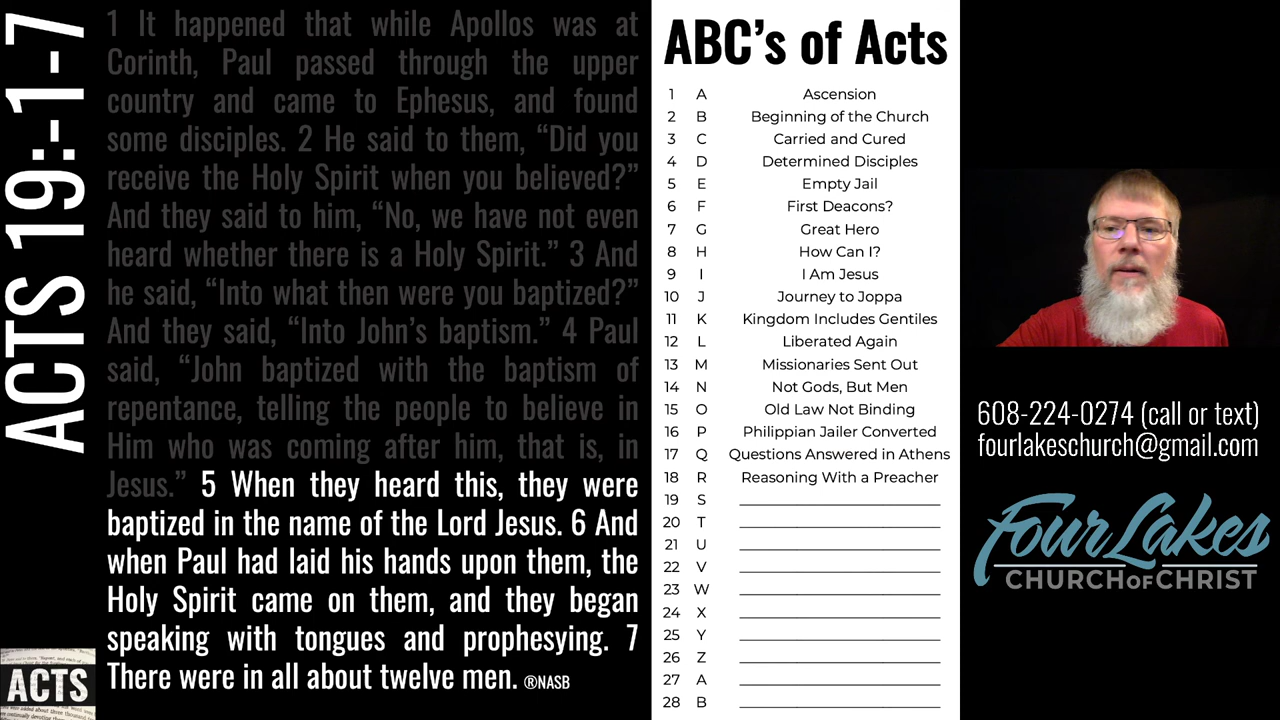 ACTS 19:-1-7
1 It happened that while Apollos was at
Corinth, Paul passed through the upper
country and came to Ephesus, and found
some disciples. 2 He said to them, “Did you
receive the Holy Spirit when you believed?”
And they said to him, “No, we have not even
heard whether there is a Holy Spirit.” 3 And
he said, “Into what then were you baptized?”
And they said, “Into John’s baptism.” 4 Paul
said, “John baptized with the baptism of
repentance, telling the people to believe in
Him who was coming after him, that is, in
Jesus.” 5 When they heard this, they were
baptized in the name of the Lord Jesus. 6 And
when Paul had laid his hands upon them, the
Holy Spirit came on them, and they began
speaking with tongues and prophesying. 7
There were in all about twelve men. ®NASB
ACTS
ABC’s of Acts
1 A Ascension
2 B Beginning of the Church
3 C Carried and Cured
4 D Determined Disciples
5 E Empty Jail
6 F First Deacons?
7 G Great Hero
8 H How Can I?
9 I I Am Jesus
10 J Journey to Joppa
11 K Kingdom Includes Gentiles
12 L Liberated Again
13 M Missionaries Sent Out
14 N Not Gods, But Men
15 O Old Law Not Binding
16 P Philippian Jailer Converted
17 Q Questions Answered in Athens
18 R Reasoning With a Preacher
19 S
20 T
21 U
22 V
23 W
24 X
25 Y
26 Z
27 A
28 B
608-224-0274 (call or text)
fourlakeschurch@gmail.com
Four Lakes
CHURCH OF CHRIST